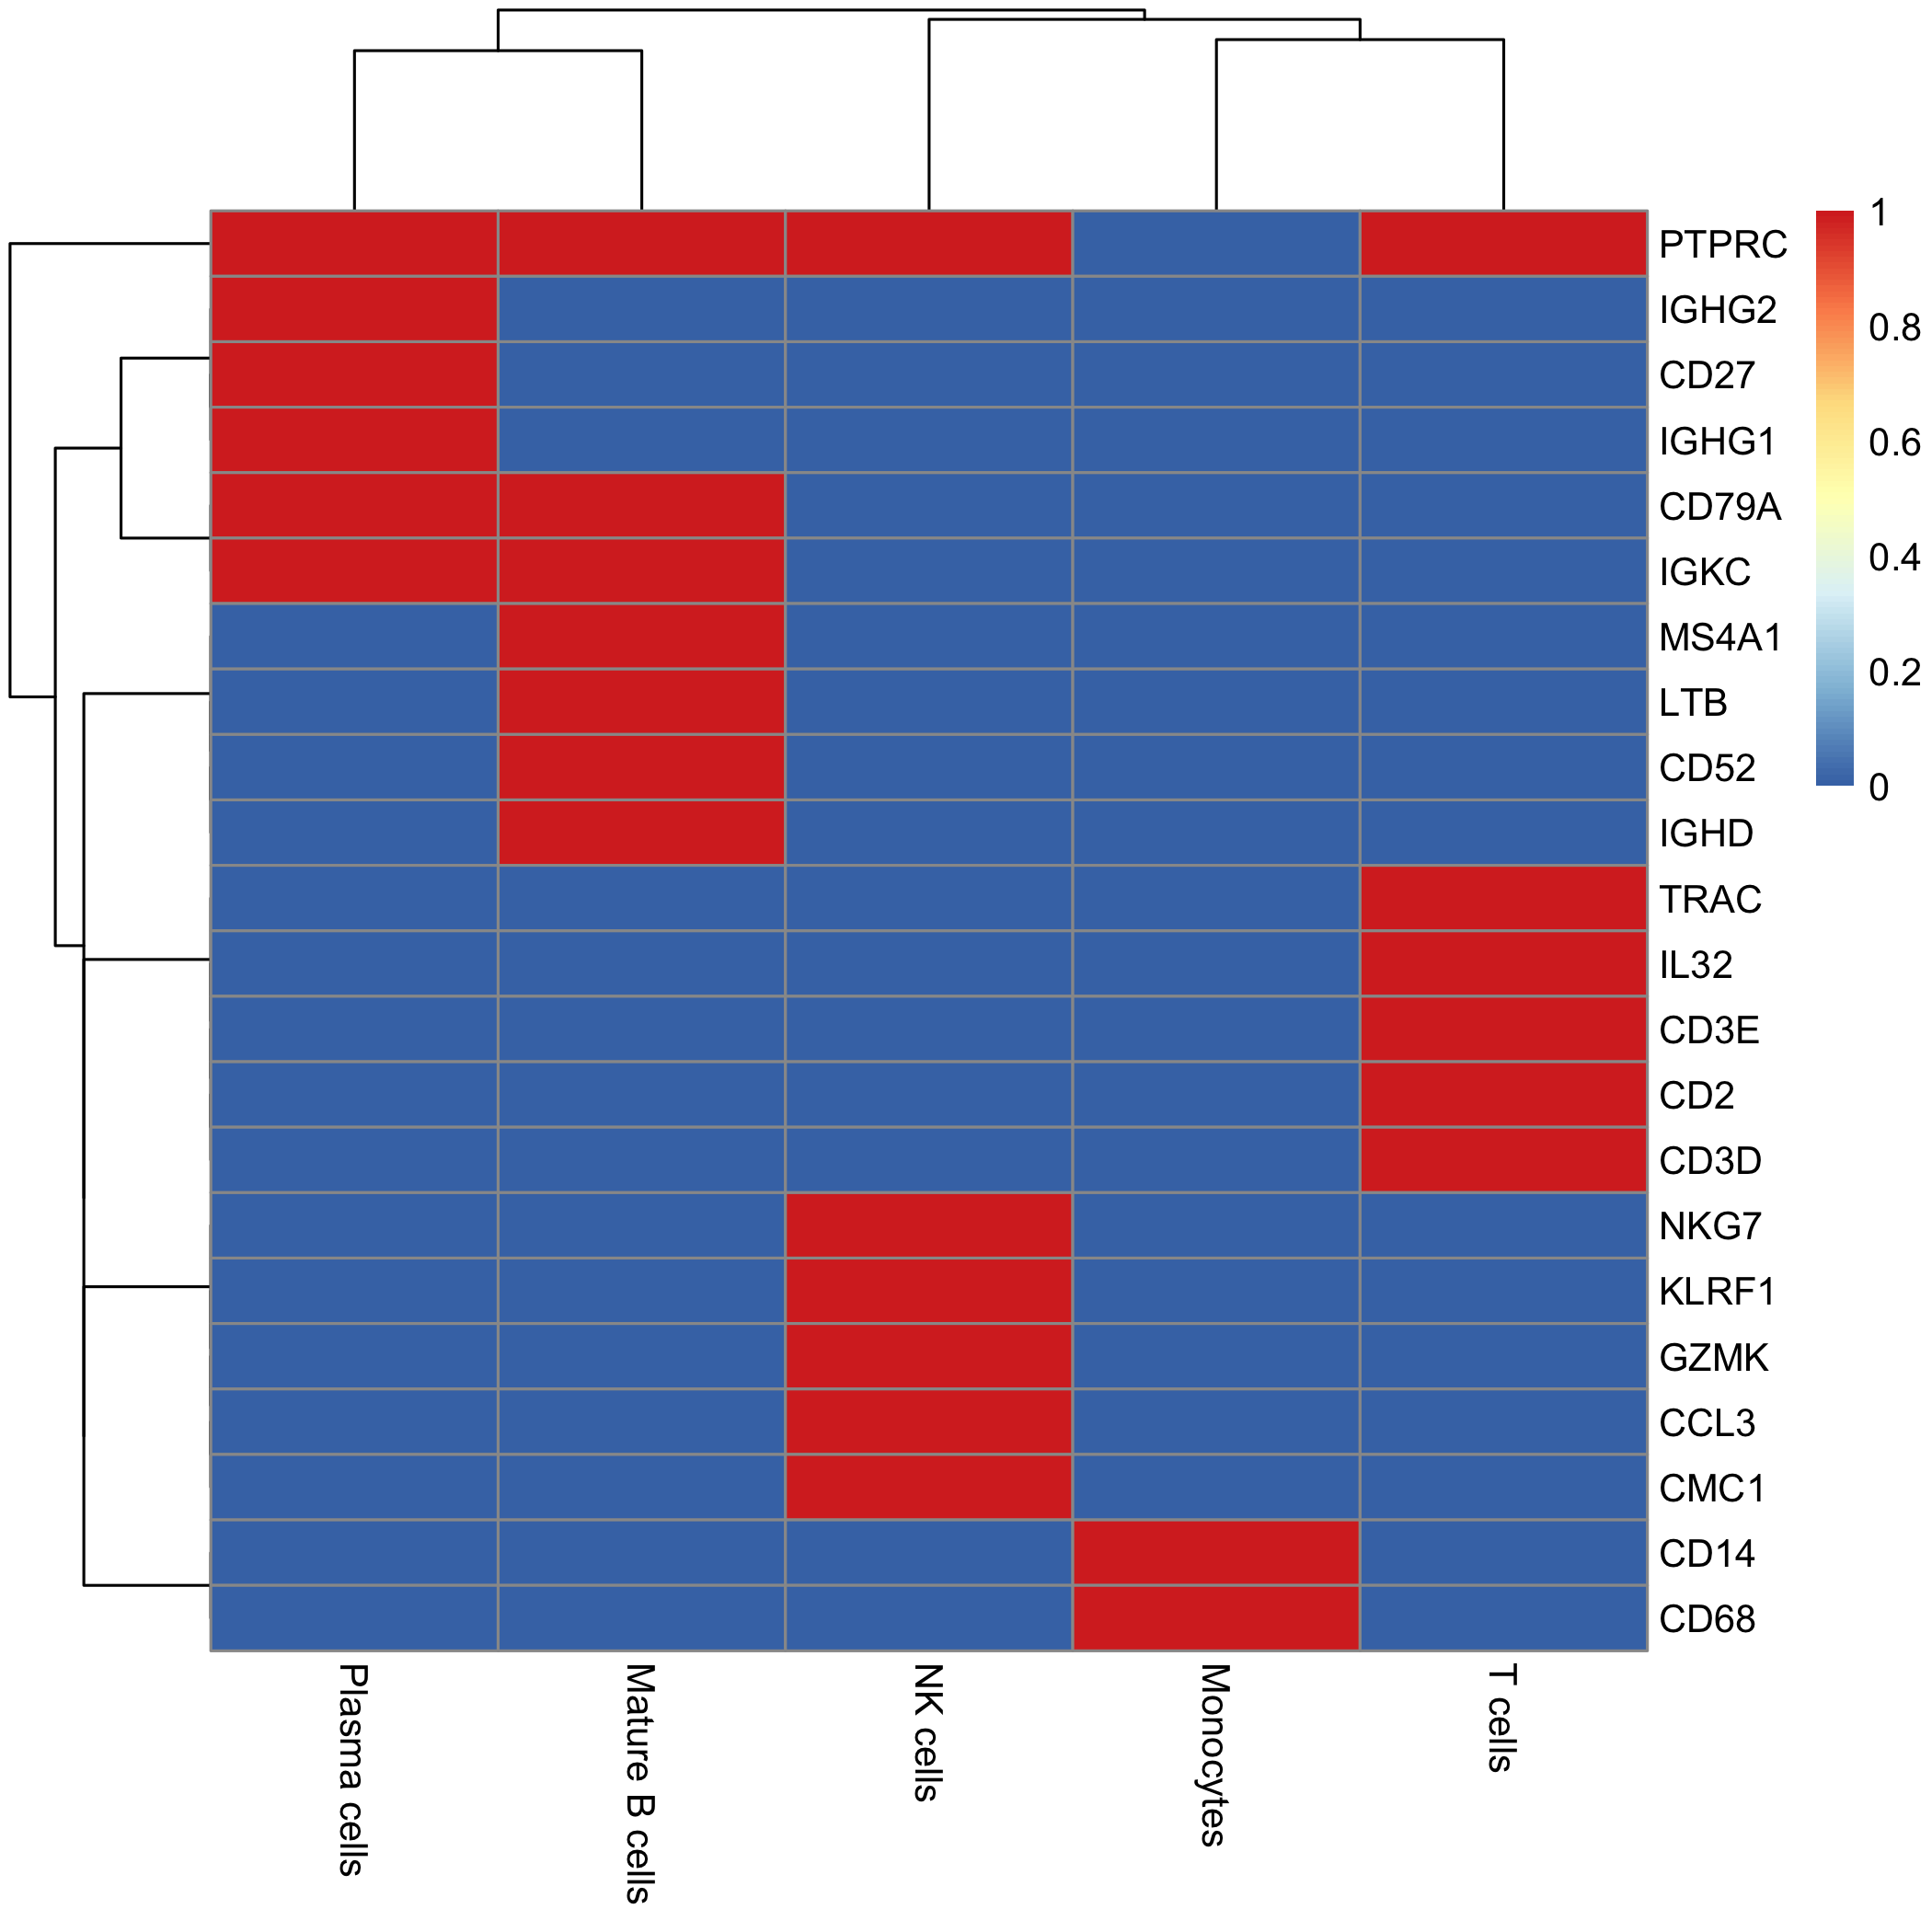 PTPRC
IGHG2
CD27
IGHG1
CD79A
IGKC
MS4A1
LTB
CD52
IGHD
TRAC
IL32
CD3E
CD2
CD3D
NKG7
KLRF1
GZMK
CCL3
CMC1
CD14
CD68
1
0.8
0.6
0.4
0.2
0
Plasma cells
Mature B cells
NK cells
Monocytes
T cells